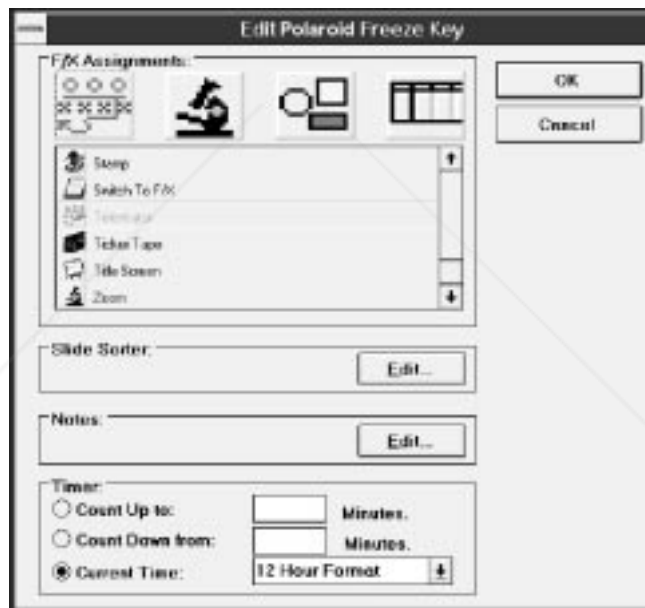 Edit Polaroid Freeze Key
F/X Assignments:
OK
Cancel
Stamp
Switch To F/X
Ticker Tape
Title Screen
Zoom
Slide Sorter:
Edit...
Notes:
Edit...
Timer:
Count Up to:
Minutes.
Count Down from:
Minutes.
Current Time:
12 Hour Format